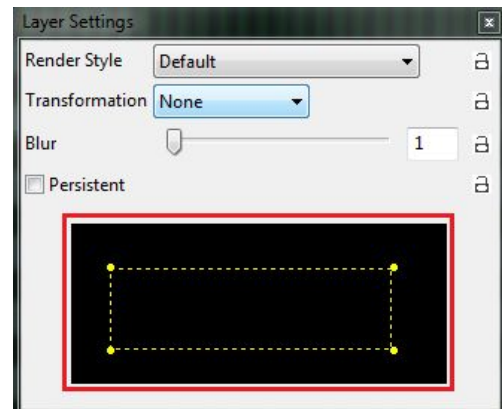 Layer Settings
Render Style Default
Transformation None
Blur 1
Persistent